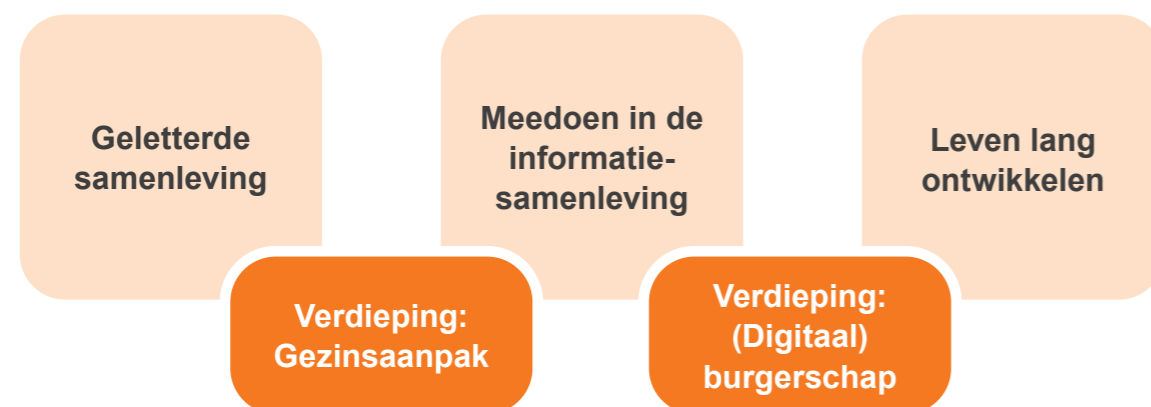 Geletterde
samenleving
Meedoen in de
informatie-
samenleving
Leven lang
ontwikkelen
Verdieping:
Gezinsaanpak
Verdieping:
(Digitaal)
burgerschap